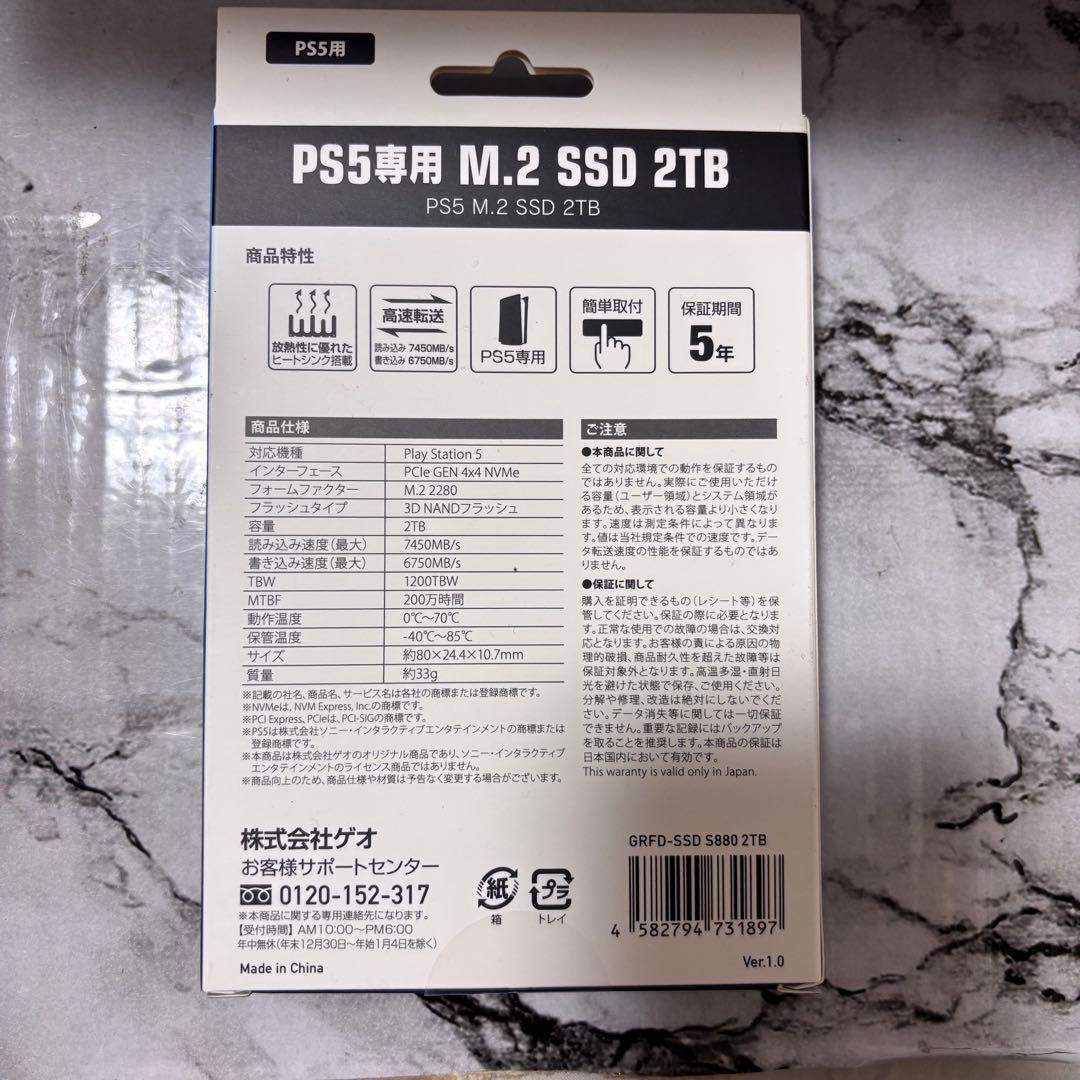 PS5用
PS5専用 M.2 SSD 2TB
PS5 M.2 SSD 2TB
商品特性
放熱性に優れた
ヒートシンク搭載
高速転送
読み込み 7450MB/s
書き込み 6750MB/s
PS5専用
簡単取付
保証期間
5年
商品仕様
対応機種 Play Station 5
インターフェース PCIe GEN 4x4 NVMe
フォームファクター M.2 2280
フラッシュタイプ 3D NANDフラッシュ
容量 2TB
読み込み速度(最大) 7450MB/s
書き込み速度(最大) 6750MB/s
TBW 1200TBW
MTBF 200万時間
動作温度 0℃〜70℃
保管温度 -40℃〜85℃
サイズ 約80×24.4×10.7mm
質量 約33g
※記載の社名、商品名、サービス名は各社の商標または登録商標です。
※NVMeは、NVM Express, Inc.の商標です。
※PCI Express、PCIeは、PCI-SIGの商標です。
※PS5は株式会社ソニー・インタラクティブエンタテインメントの商標または
登録商標です。
※本商品は株式会社ゲオのオリジナル商品であり、ソニー・インタラクティブ
エンタテインメントのライセンス商品ではありません。
※商品向上のため、商品仕様や材質は予告なく変更する場合がございます。
ご注意
●本商品に関して
全ての対応環境での動作を保証するもの
ではありません。実際にご使用いただけ
る容量(ユーザー領域)とシステム領域が
あるため、表示される容量より小さくなり
ます。速度は測定条件によって異なりま
す。値は当社規定条件での速度です。デー
タ転送速度の性能を保証するものではあ
りません。
●保証に関して
購入を証明できるもの(レシート等)を保
管してください。保証の際に必要となりま
す。正常な使用での故障の場合は、交換対
応となります。お客様の責による原因の物
理的破損、商品耐久性を超えた故障等は
保証対象外となります。高温多湿・直射日
光を避けた状態で保存、ご使用ください。
分解や修理、改造は絶対にしないでくだ
さい。データ消失等に関しては一切保証
できません。重要な記録にはバックアップ
を取ることを推奨します。本商品の保証は
日本国内において有効です。
This waranty is valid only in Japan.
株式会社ゲオ
お客様サポートセンター
0120-152-317
※本商品に関する専用連絡先になります。
【受付時間】AM10:00〜PM6:00
年中無休(年末12月30日〜年始1月4日を除く)
Made in China
紙
箱
プラ
トレイ
GRFD-SSD S880 2TB
4 582794 731897
Ver.1.0